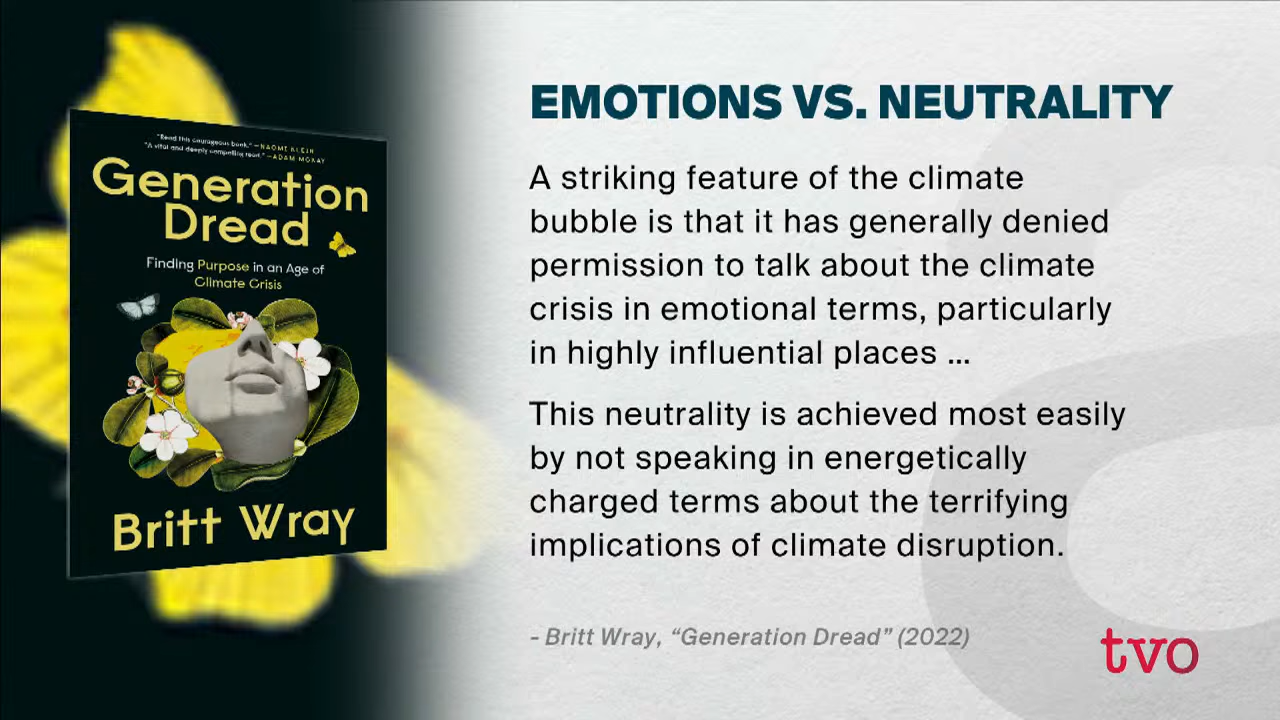 "Read this courageous book." —NAOMI KLEIN
"A vital and deeply compelling read." —ADAM MCKAY
Generation
Dread
Finding Purpose in an Age of
Climate Crisis
Britt Wray
EMOTIONS VS. NEUTRALITY
A striking feature of the climate
bubble is that it has generally denied
permission to talk about the climate
crisis in emotional terms, particularly
in highly influential places ...
This neutrality is achieved most easily
by not speaking in energetically
charged terms about the terrifying
implications of climate disruption.
- Britt Wray, “Generation Dread” (2022)
tvo